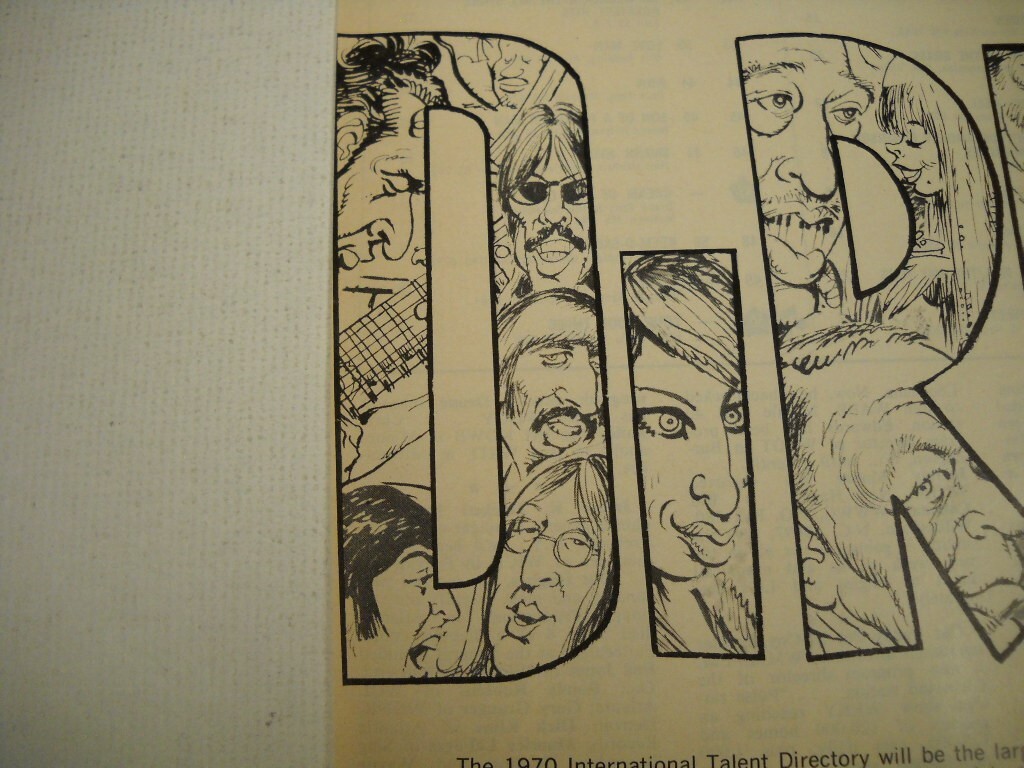 DIR
The 1970 International Talent Directory will be the